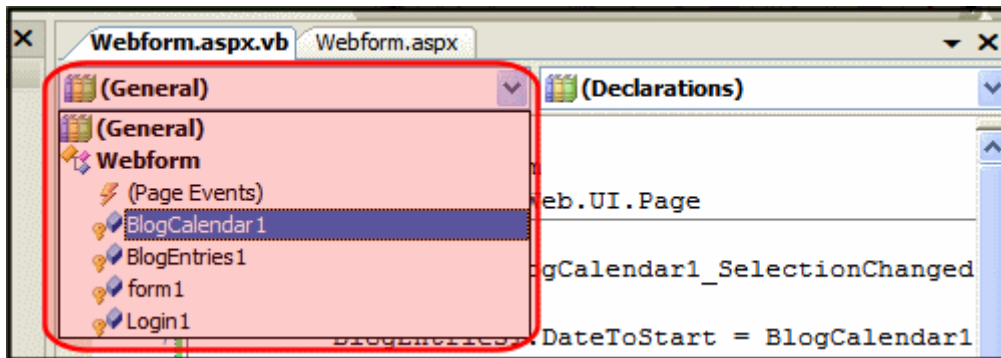 Webform.aspx.vb Webform.aspx
(General) (Declarations)
(General)
Webform
(Page Events) Web.UI.Page
BlogCalendar1
BlogEntries1 ogCalendar1_SelectionChanged
form1
Login1
.DateToStart = BlogCalendar1